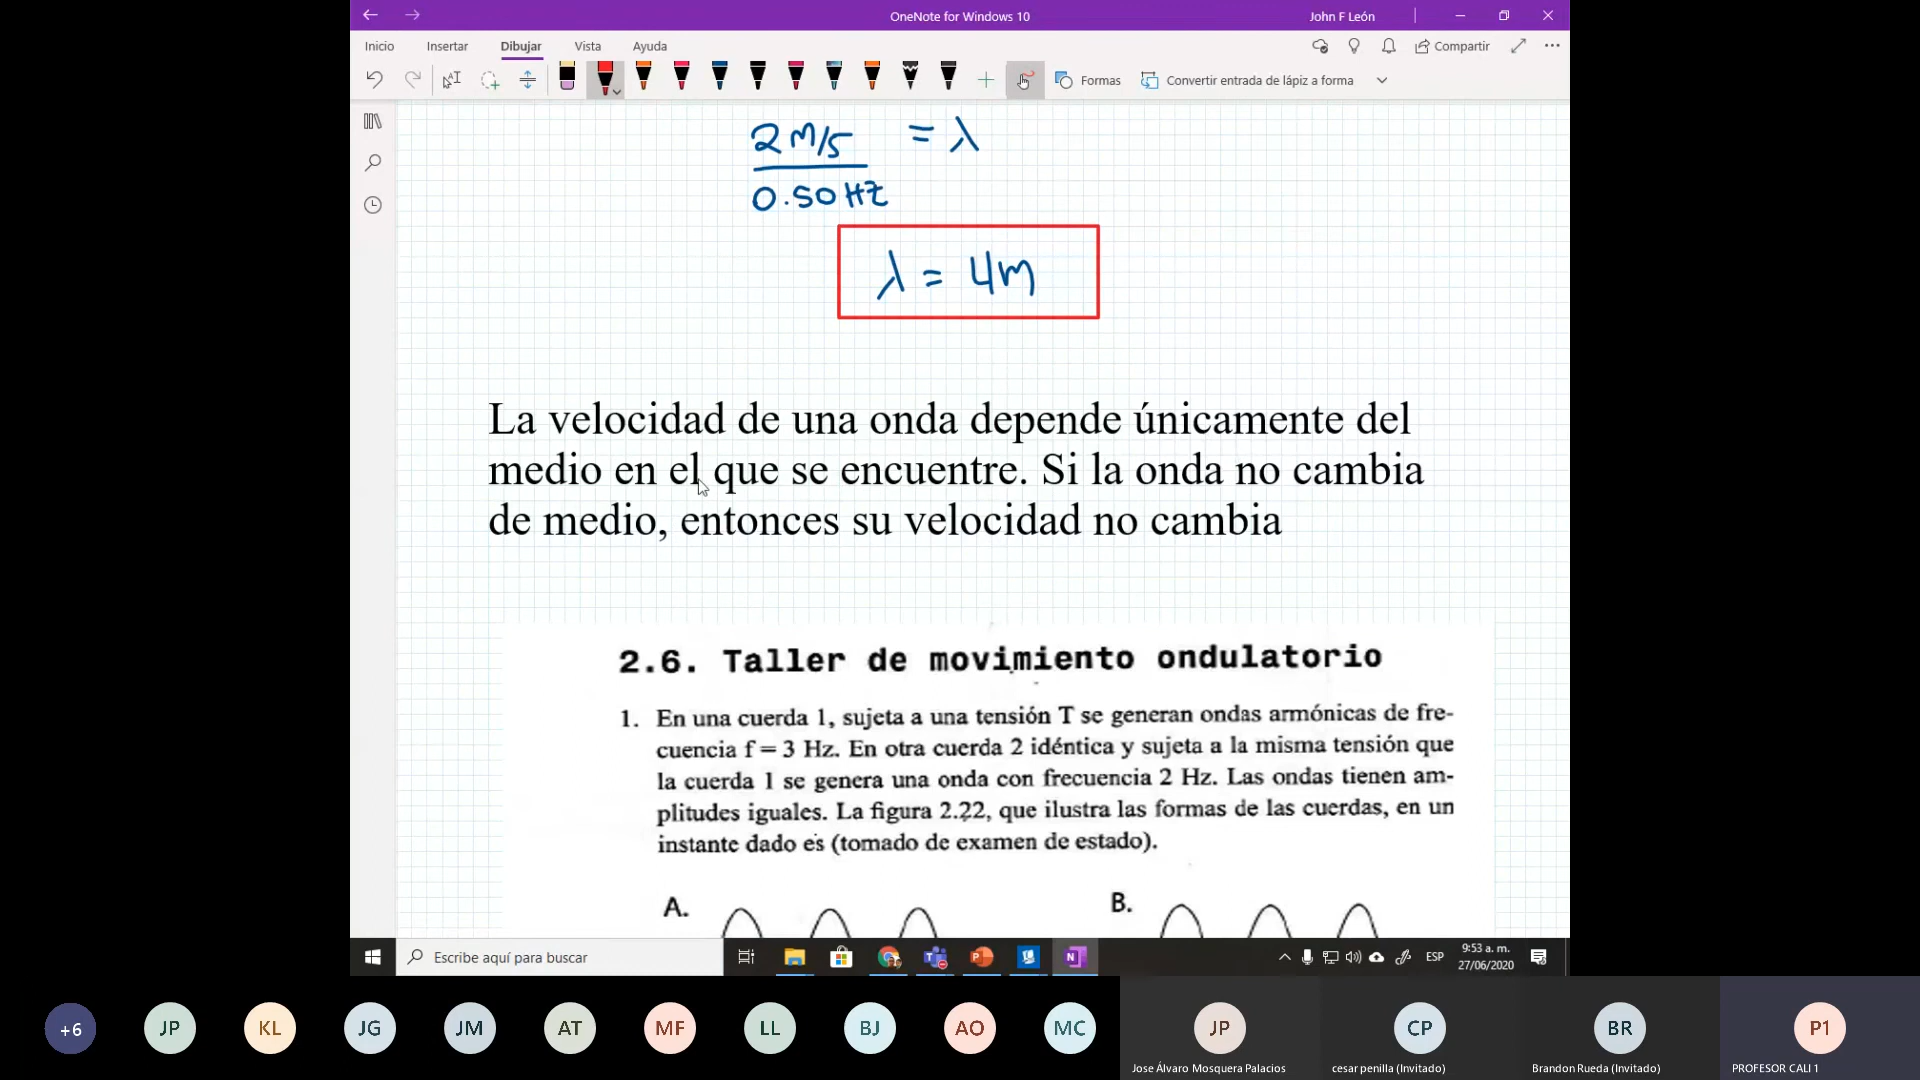 OneNote for Windows 10
John F León
Inicio Insertar Dibujar Vista Ayuda
Compartir
Formas
Convertir entrada de lápiz a forma
2 m/s = λ
0.50 Hz
λ = 4m
La velocidad de una onda depende únicamente del
medio en el que se encuentre. Si la onda no cambia
de medio, entonces su velocidad no cambia
2.6. Taller de movimiento ondulatorio
1. En una cuerda 1, sujeta a una tensión T se generan ondas armónicas de fre-
cuencia f = 3 Hz. En otra cuerda 2 idéntica y sujeta a la misma tensión que
la cuerda 1 se genera una onda con frecuencia 2 Hz. Las ondas tienen am-
plitudes iguales. La figura 2.22, que ilustra las formas de las cuerdas, en un
instante dado es (tomado de examen de estado).
A. B.
Escribe aquí para buscar
ESP
9:53 a. m.
27/06/2020
+6 JP KL JG JM AT MF LL BJ AO MC JP CP BR P1
Jose Álvaro Mosquera Palacios cesar penilla (Invitado) Brandon Rueda (Invitado) PROFESOR CALI 1